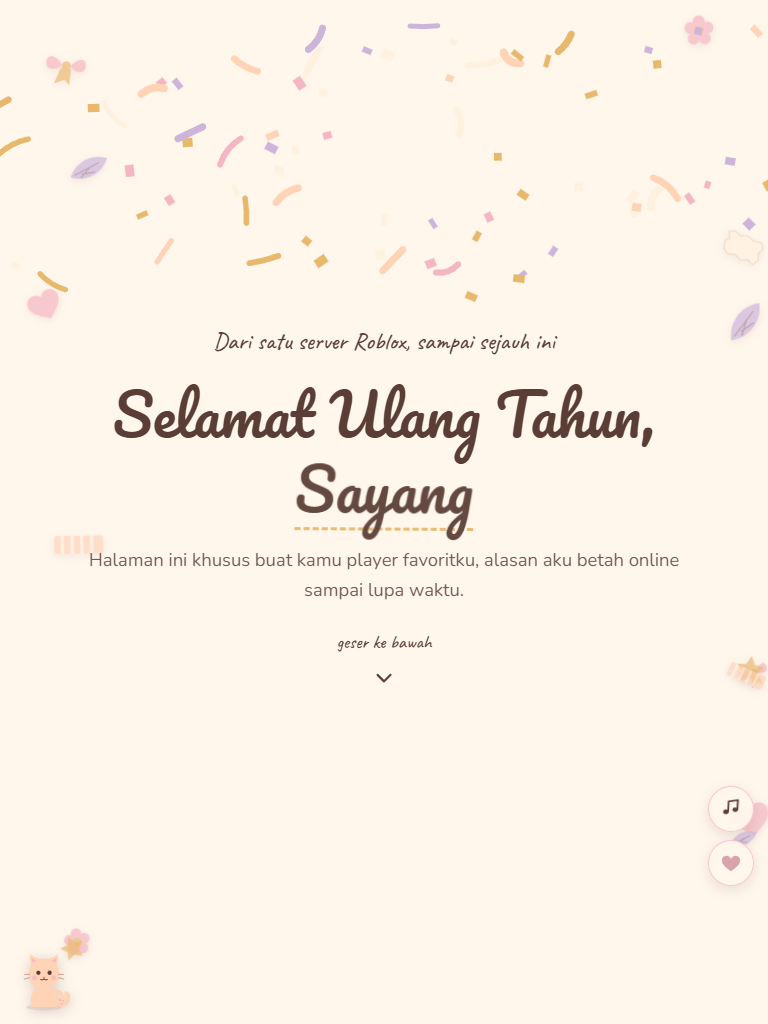 Dari satu server Roblox, sampai sejauh ini
Selamat Ulang Tahun,
Sayang
Halaman ini khusus buat kamu player favoritku, alasan aku betah online
sampai lupa waktu.
geser ke bawah